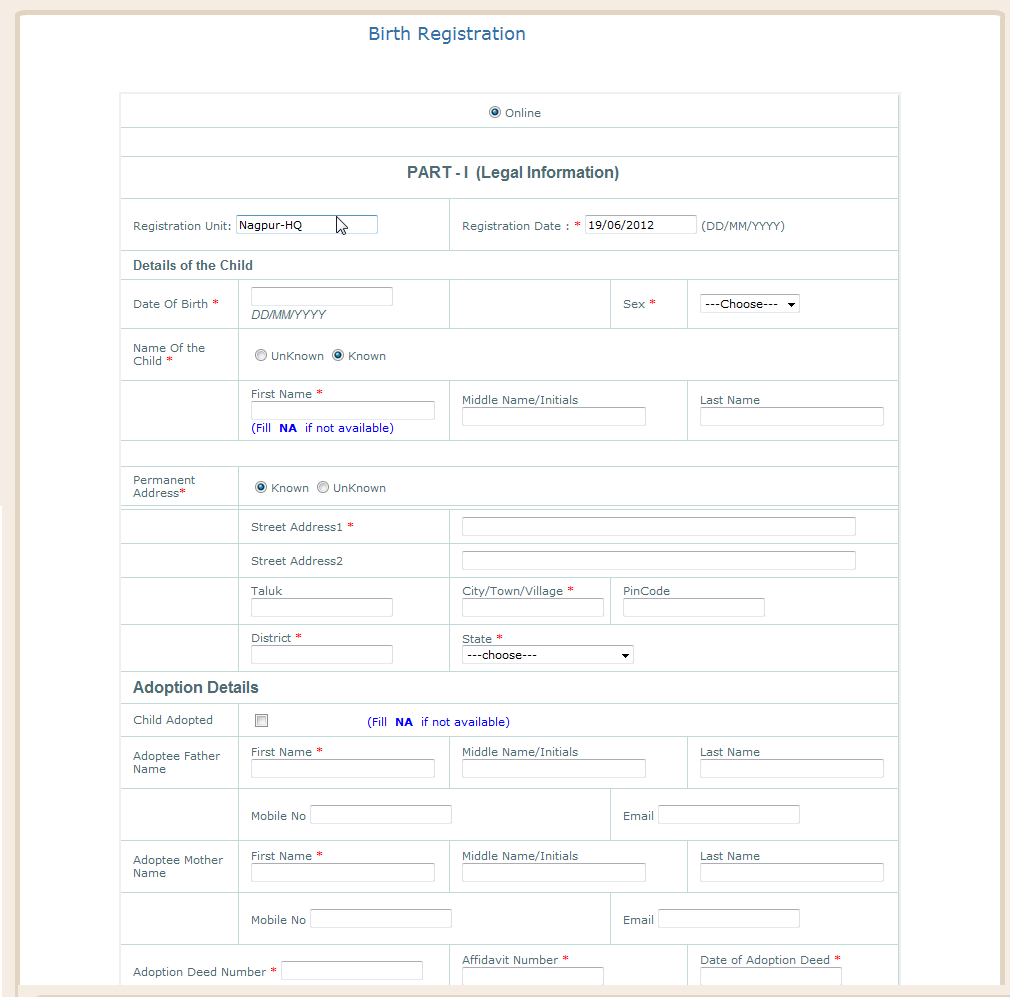 Birth Registration
Online
PART - I (Legal Information)
Registration Unit: Nagpur-HQ Registration Date : * 19/06/2012 (DD/MM/YYYY)
Details of the Child
Date Of Birth * Sex * ---Choose---
DD/MM/YYYY
Name Of the
Child *
UnKnown Known
First Name * Middle Name/Initials Last Name
(Fill NA if not available)
Permanent
Address*
Known UnKnown
Street Address1 *
Street Address2
Taluk City/Town/Village * PinCode
District * State *
---choose---
Adoption Details
Child Adopted (Fill NA if not available)
Adoptee Father
Name
First Name * Middle Name/Initials Last Name
Mobile No Email
Adoptee Mother
Name
First Name * Middle Name/Initials Last Name
Mobile No Email
Adoption Deed Number * Affidavit Number * Date of Adoption Deed *